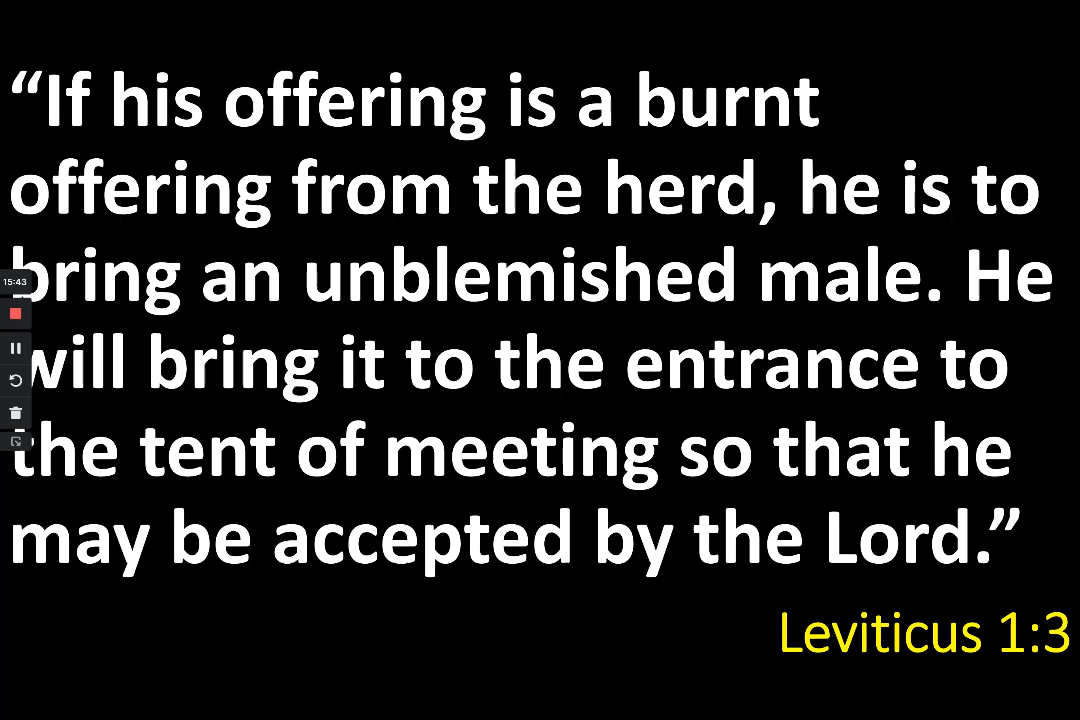 “If his offering is a burnt
offering from the herd, he is to
bring an unblemished male. He
15:43
will bring it to the entrance to
the tent of meeting so that he
may be accepted by the Lord.”
Leviticus 1:3